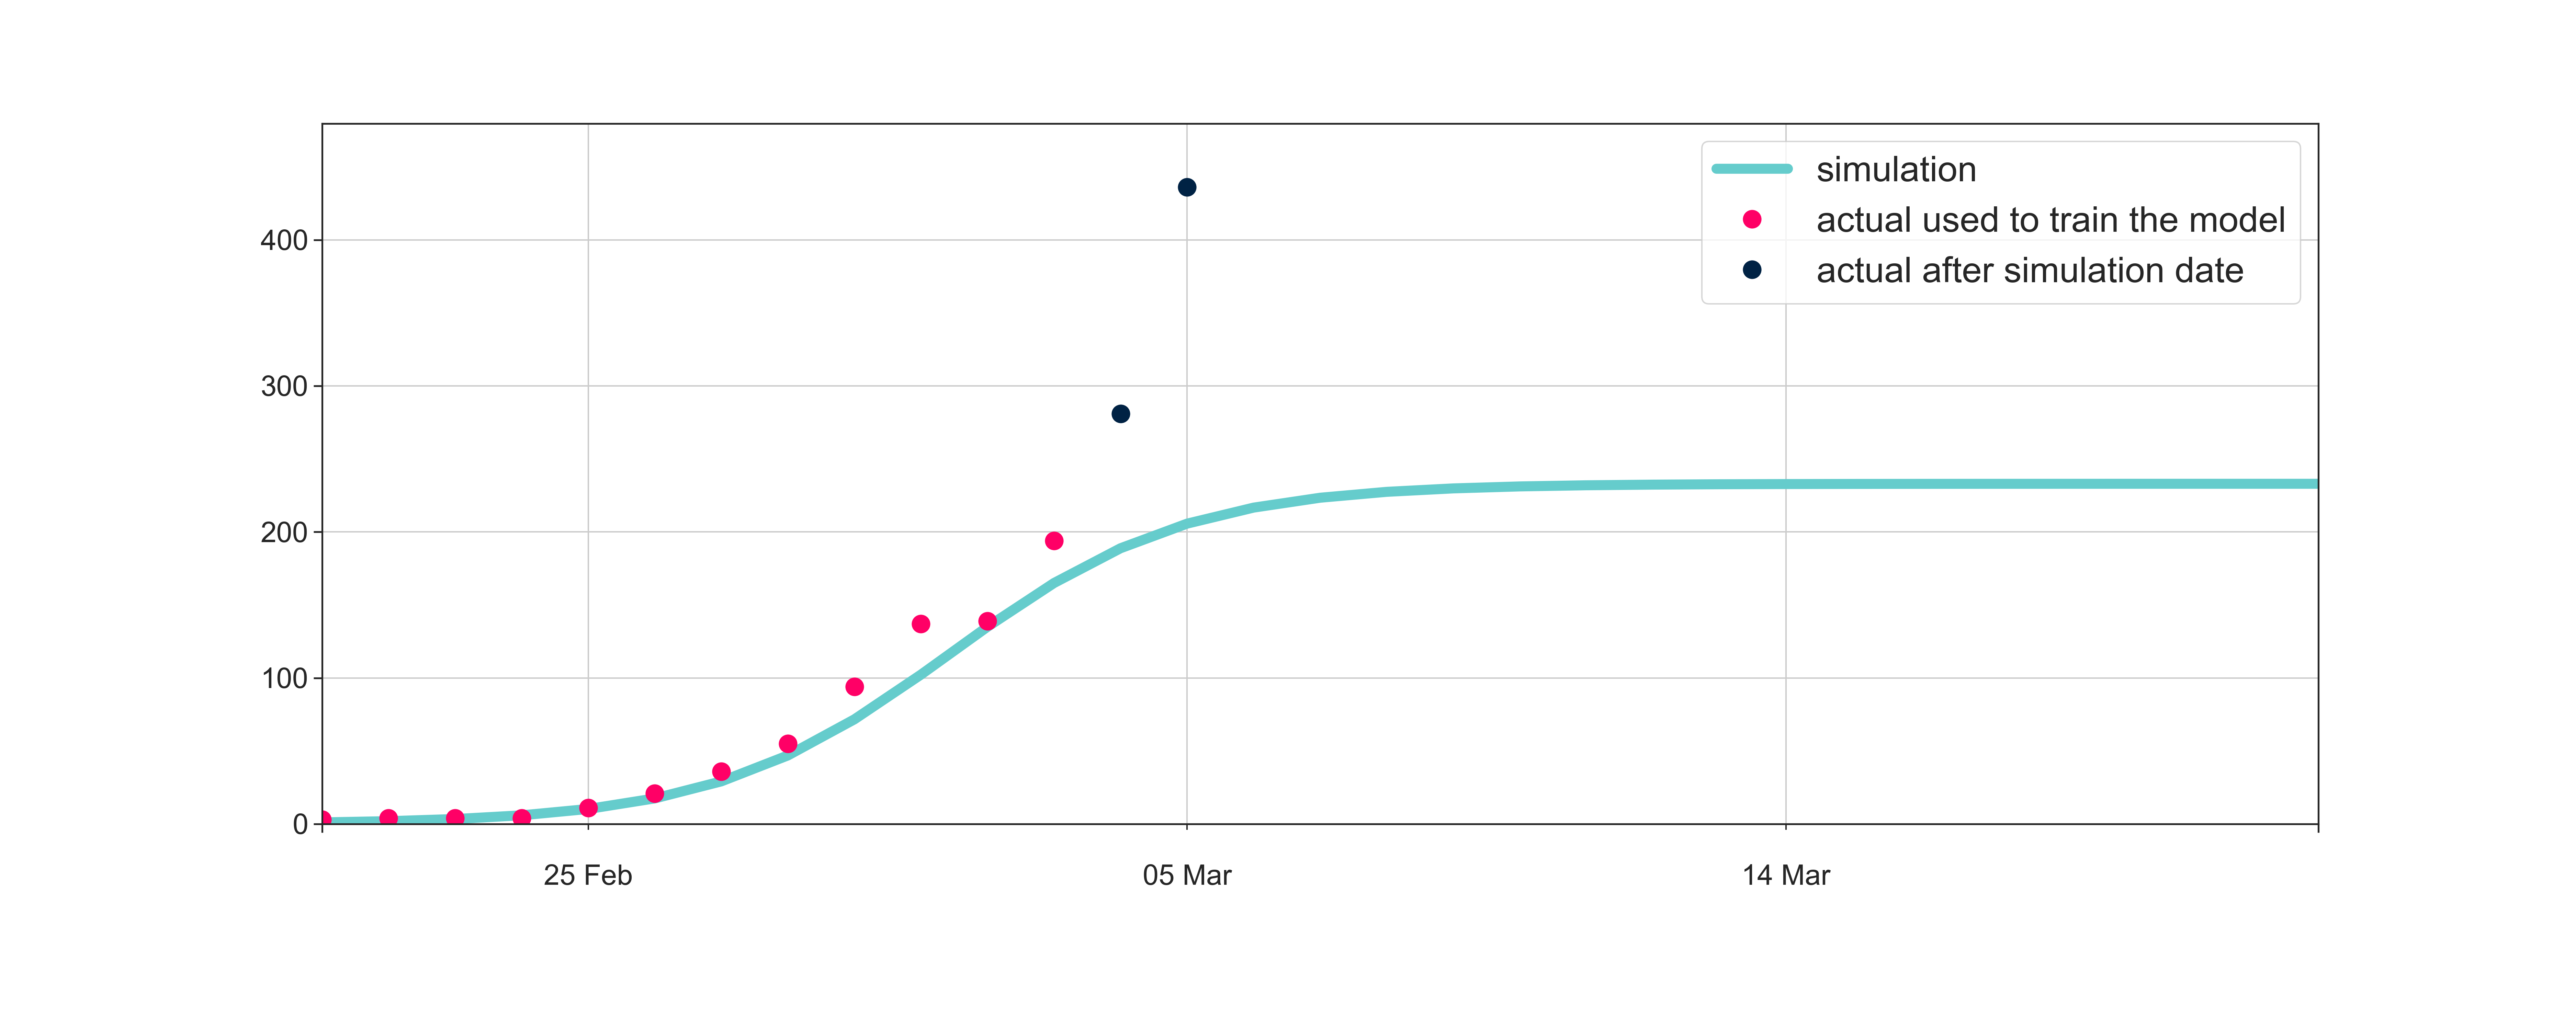 simulation
actual used to train the model
actual after simulation date
400
300
200
100
0
25 Feb
05 Mar
14 Mar